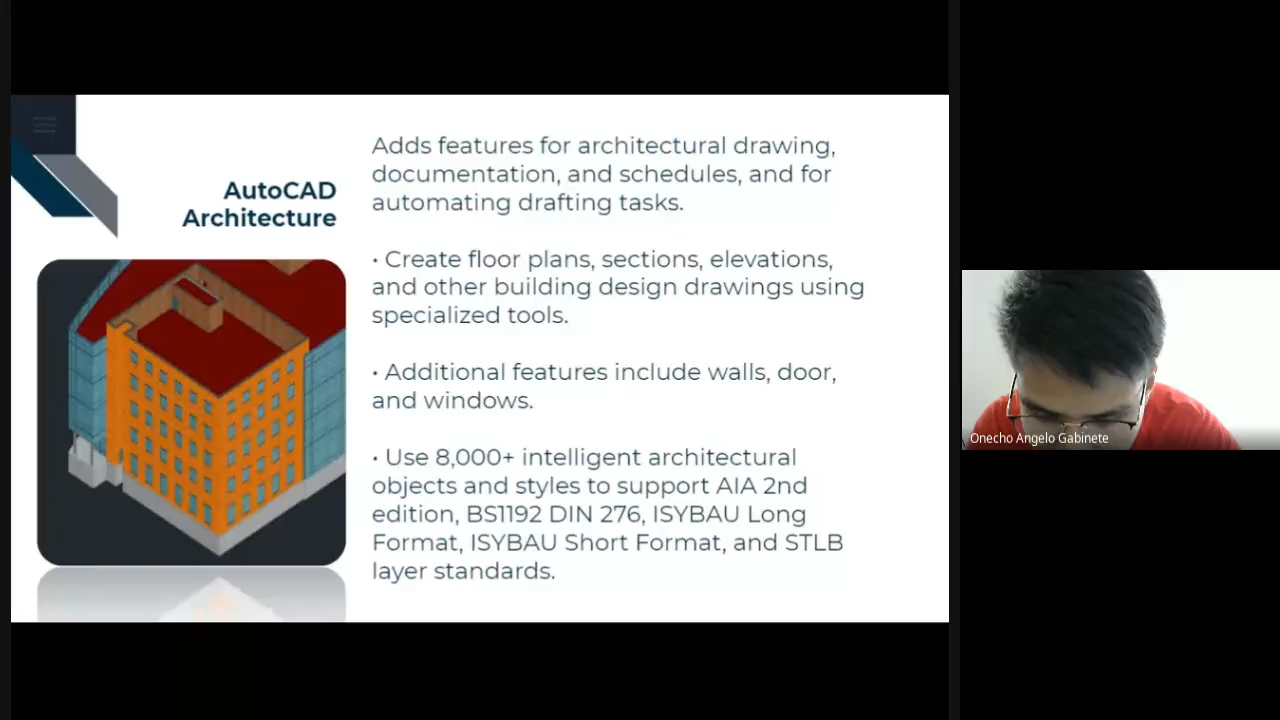 AutoCAD
Architecture
Adds features for architectural drawing,
documentation, and schedules, and for
automating drafting tasks.
• Create floor plans, sections, elevations,
and other building design drawings using
specialized tools.
• Additional features include walls, door,
and windows.
• Use 8,000+ intelligent architectural
objects and styles to support AIA 2nd
edition, BS1192 DIN 276, ISYBAU Long
Format, ISYBAU Short Format, and STLB
layer standards.
Onecho Angelo Gabinete